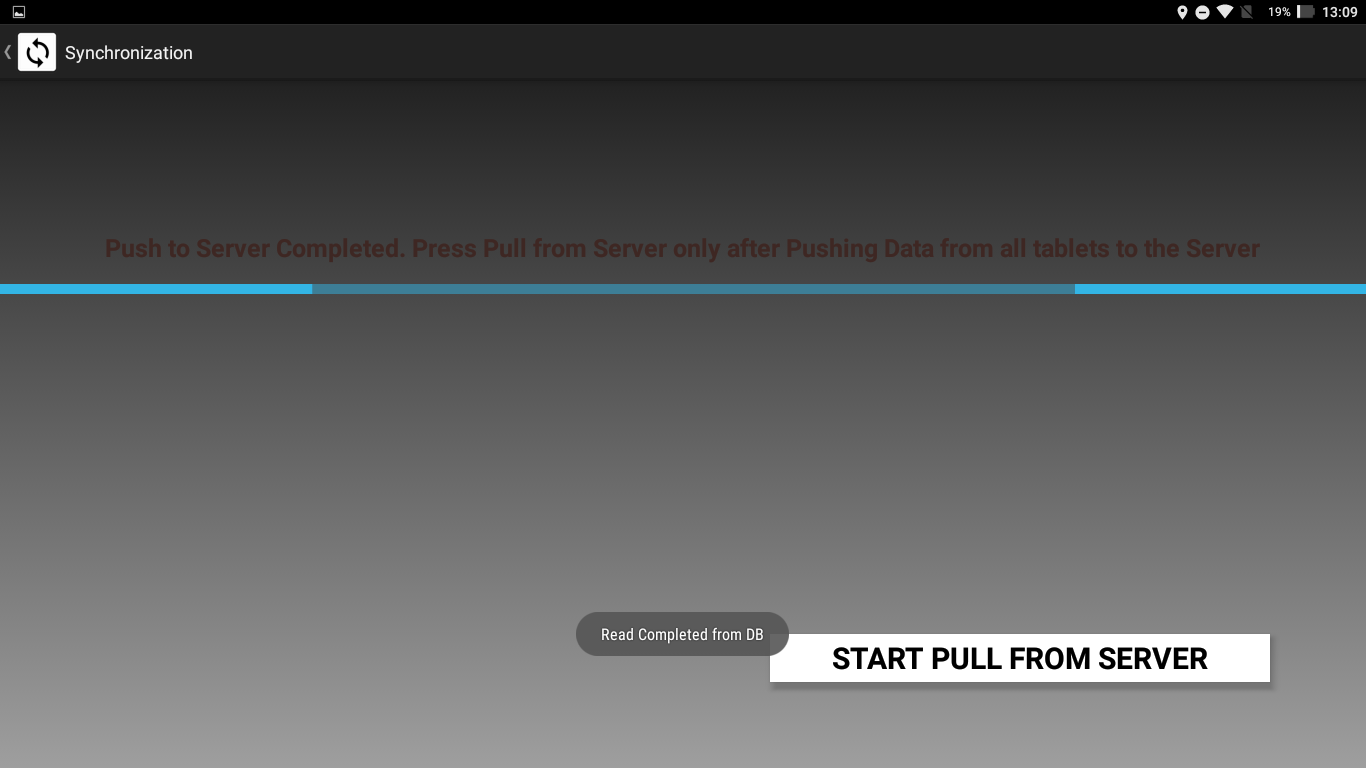 19% 13:09
Synchronization
Push to Server Completed. Press Pull from Server only after Pushing Data from all tablets to the Server
Read Completed from DB
START PULL FROM SERVER